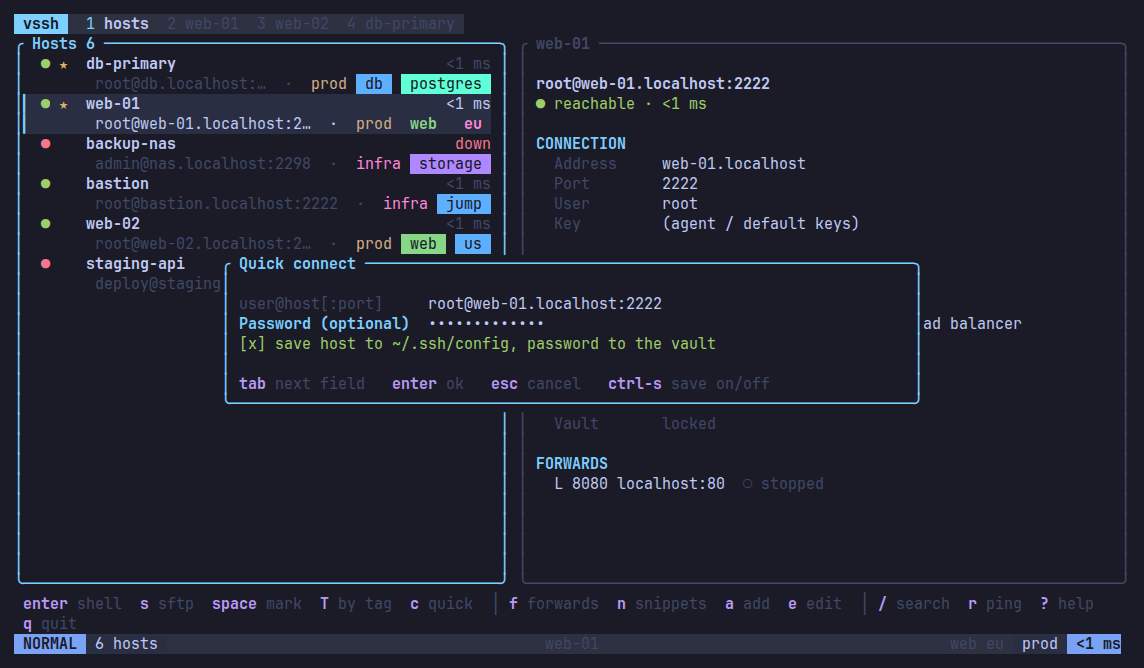 vssh 1 hosts 2 web-01 3 web-02 4 db-primary
Hosts 6
web-01
● ★ db-primary <1 ms
root@db.localhost:… · prod db postgres
● ★ web-01 <1 ms
root@web-01.localhost:2… · prod web eu
● backup-nas down
admin@nas.localhost:2298 · infra storage
● bastion <1 ms
root@bastion.localhost:2222 · infra jump
● web-02 <1 ms
root@web-02.localhost:2… · prod web us
● staging-api
deploy@staging
root@web-01.localhost:2222
● reachable · <1 ms
CONNECTION
Address web-01.localhost
Port 2222
User root
Key (agent / default keys)
Quick connect
user@host[:port] root@web-01.localhost:2222
Password (optional) •••••••••••••
[x] save host to ~/.ssh/config, password to the vault
tab next field enter ok esc cancel ctrl-s save on/off
ad balancer
Vault locked
FORWARDS
L 8080 localhost:80 ○ stopped
enter shell s sftp space mark T by tag c quick │ f forwards n snippets a add e edit │ / search r ping ? help
q quit
NORMAL 6 hosts web-01 web eu prod <1 ms